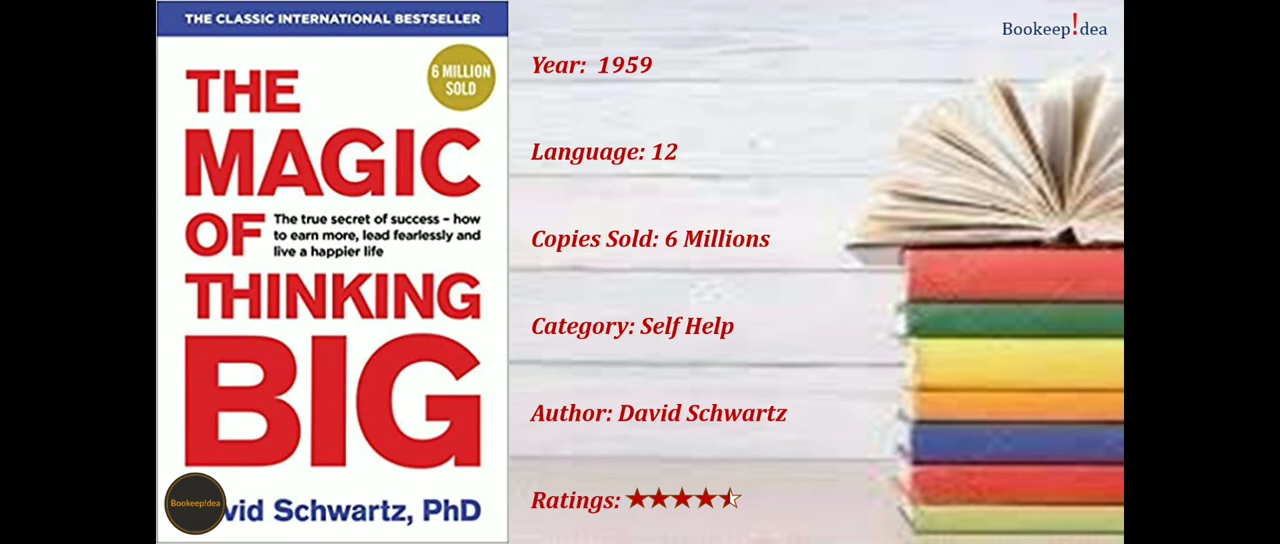 THE CLASSIC INTERNATIONAL BESTSELLER
6 MILLION
SOLD
THE
MAGIC
OF
The true secret of success – how
to earn more, lead fearlessly and
live a happier life
THINKING
BIG
Bookeep!dea
vid Schwartz, PhD
Bookeep!dea
Year: 1959
Language: 12
Copies Sold: 6 Millions
Category: Self Help
Author: David Schwartz
Ratings: